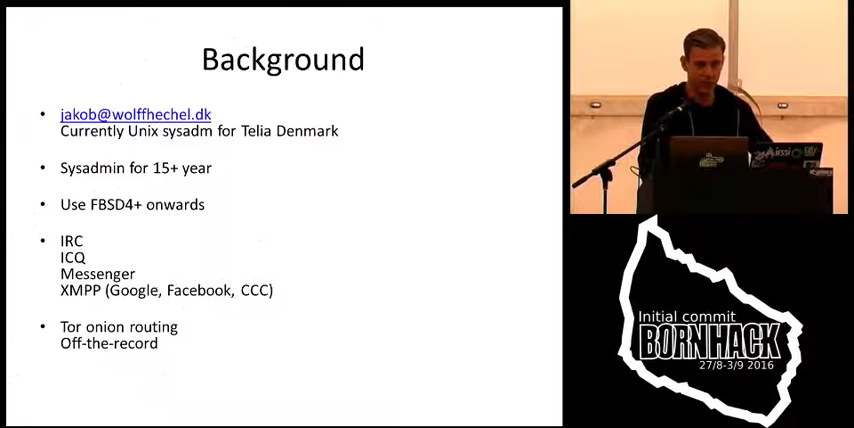 Background
jakob@wolffhechel.dk
Currently Unix sysadm for Telia Denmark
Sysadmin for 15+ year
Use FBSD4+ onwards
IRC
ICQ
Messenger
XMPP (Google, Facebook, CCC)
Tor onion routing
Off-the-record
irssi
Initial commit
BORNHACK
27/8-3/9 2016